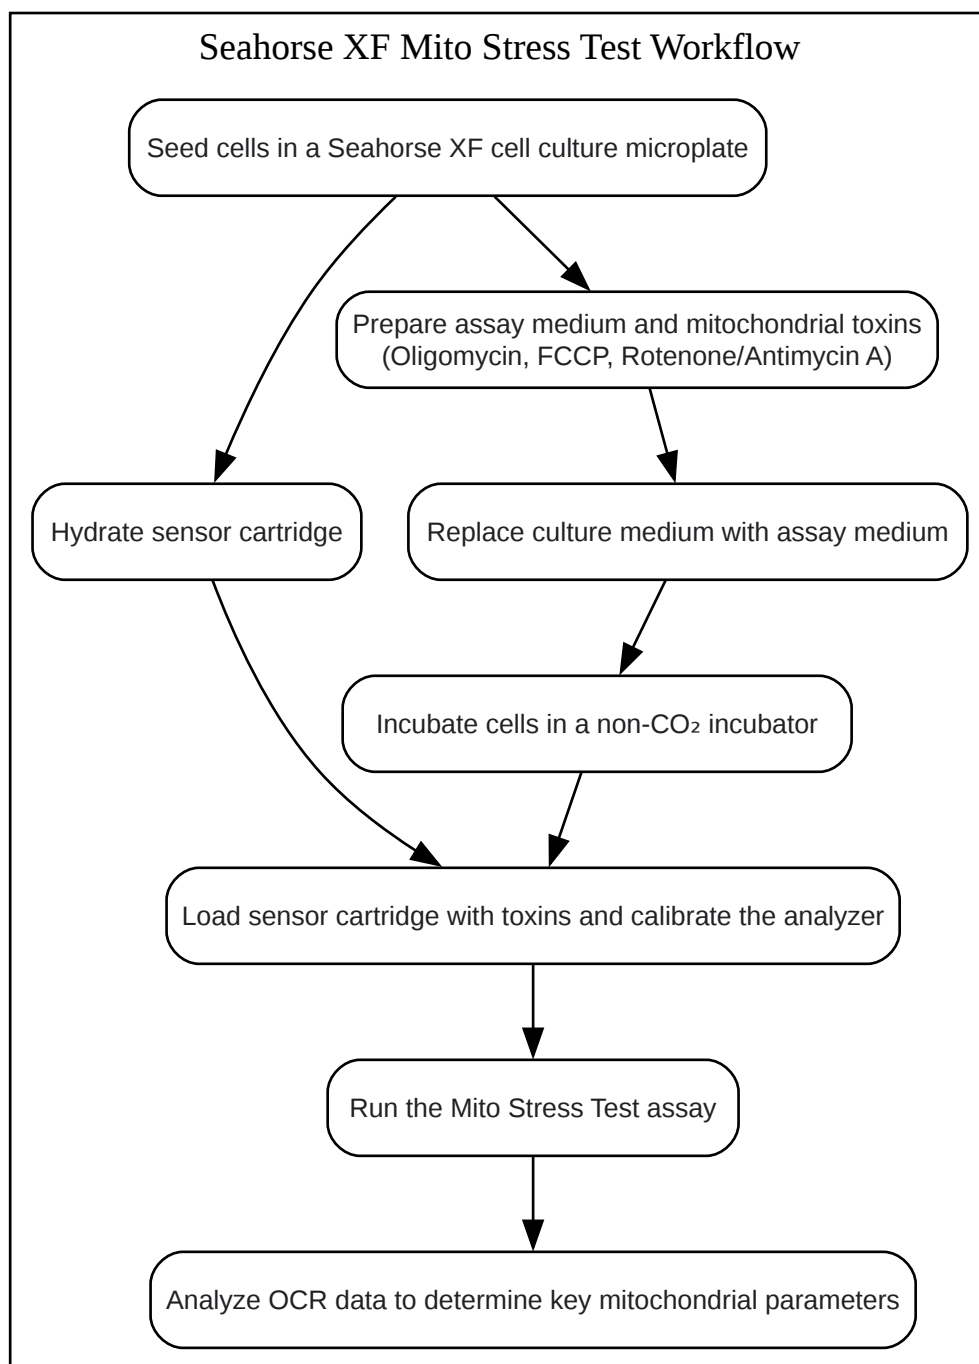 Seahorse XF Mito Stress Test Workflow
Seed cells in a Seahorse XF cell culture microplate
Prepare assay medium and mitochondrial toxins
(Oligomycin, FCCP, Rotenone/Antimycin A)
Hydrate sensor cartridge
Replace culture medium with assay medium
Incubate cells in a non-CO₂ incubator
Load sensor cartridge with toxins and calibrate the analyzer
Run the Mito Stress Test assay
Analyze OCR data to determine key mitochondrial parameters